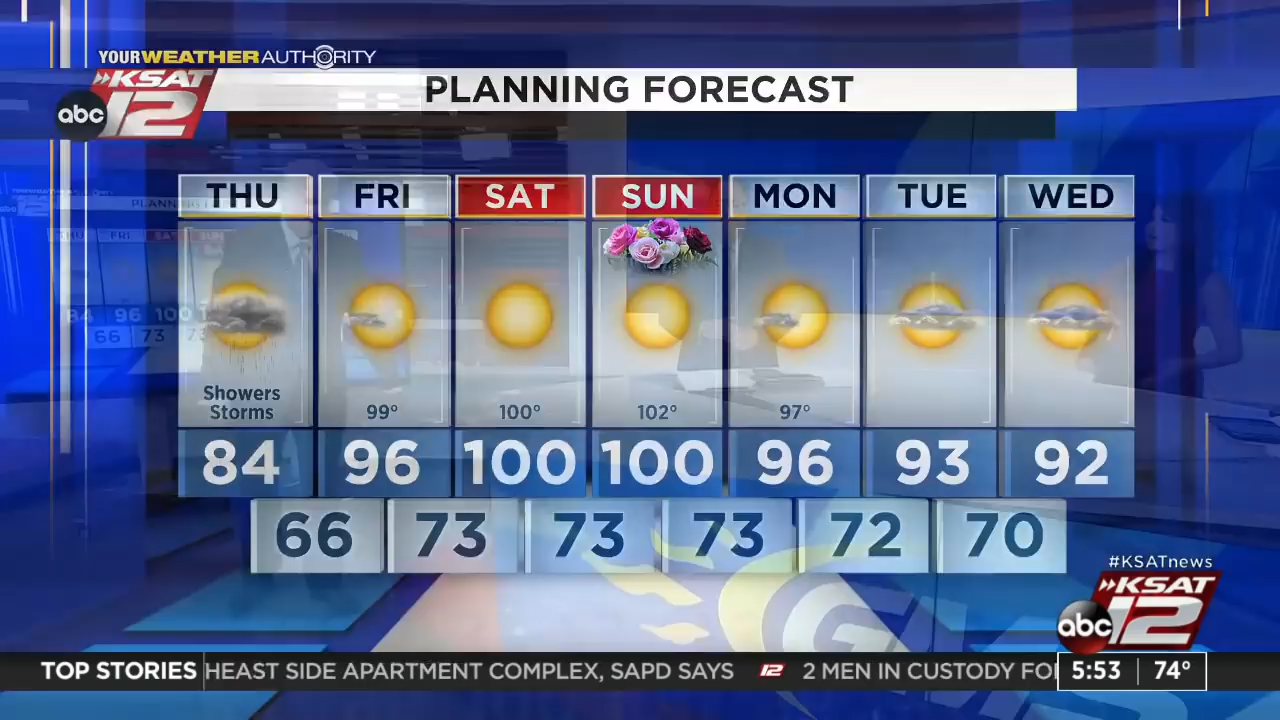 YOURWEATHERAUTHORITY
KSAT
abc 12
PLANNING FORECAST
THU FRI SAT SUN MON TUE WED
Showers
Storms 99° 100° 102° 97°
84 96 100 100 96 93 92
66 73 73 73 72 70
#KSATnews
KSAT
abc 12
GMS
TOP STORIES HEAST SIDE APARTMENT COMPLEX, SAPD SAYS 12 2 MEN IN CUSTODY FO 5:53 74°